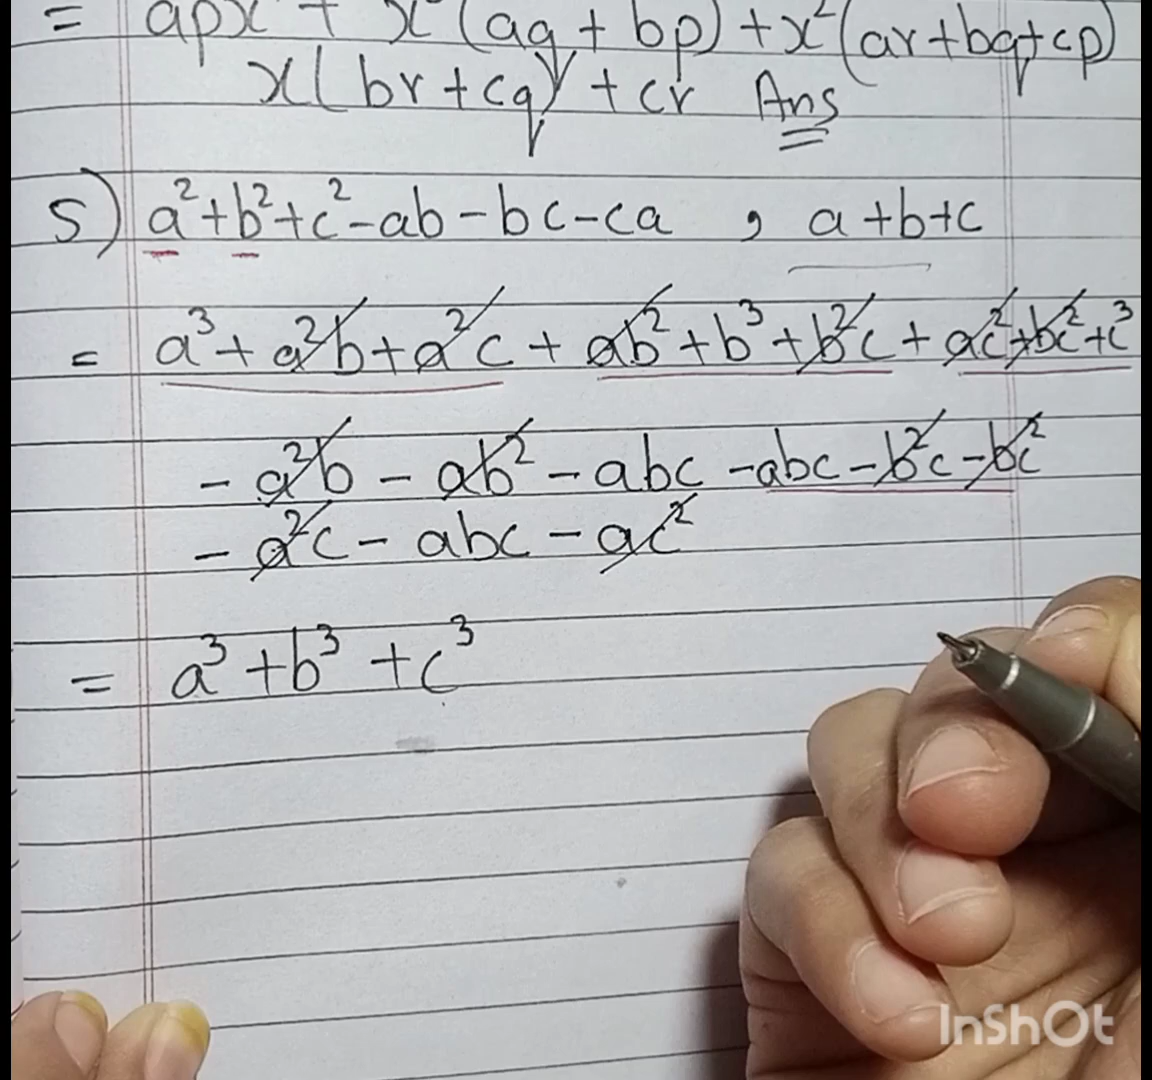 = apx + x (aq + bp) + x² (ar+bq+cp)
x( br + cq) + cr Ans
5) a²+b²+c²-ab-bc-ca , a+b+c
= a³ + a²b + a²c + ab² + b³ + b²c + ac² + bc² + c³
- a²b - ab² - abc - abc - b²c - bc²
- a²c - abc - ac²
= a³ + b³ + c³
InShOt